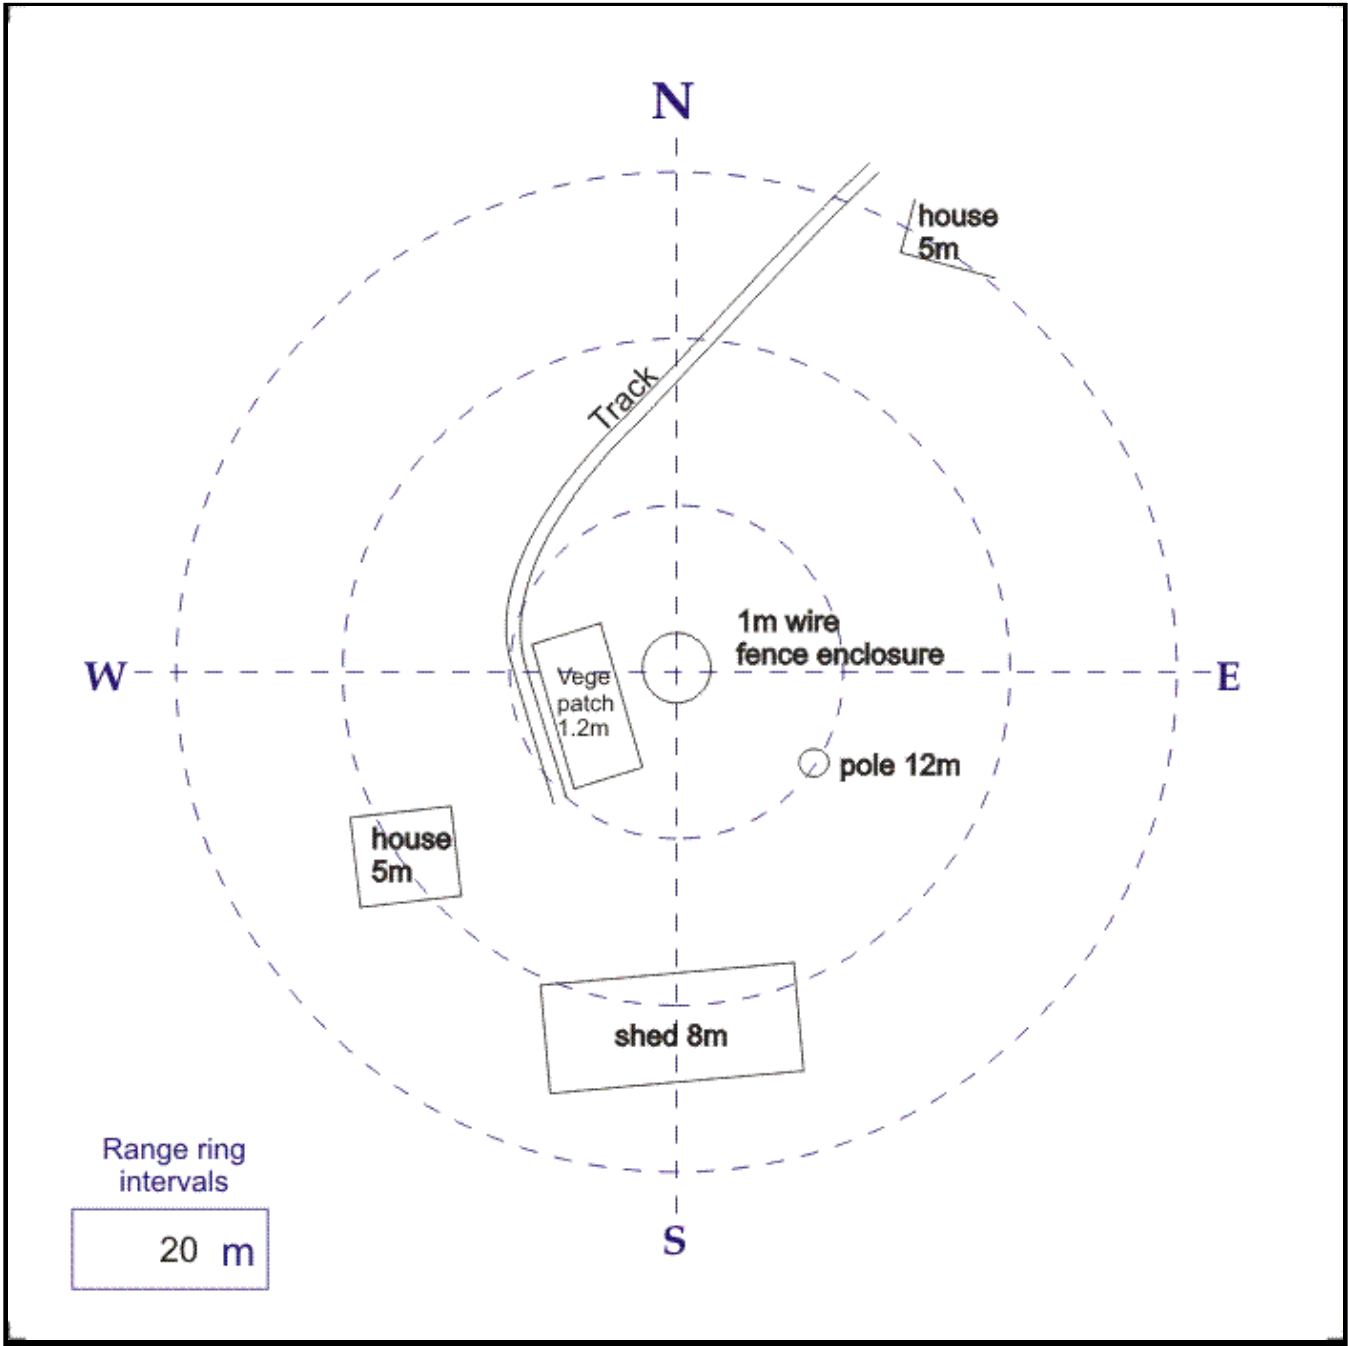 N
house
5m
Track
1m wire
fence enclosure
W
E
Vege
patch
1.2m
pole 12m
house
5m
shed 8m
Range ring
intervals
20 m
S